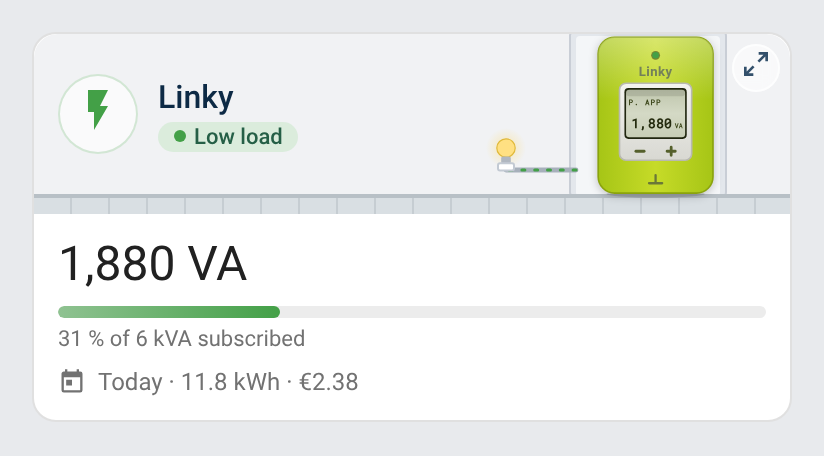 Linky
Low load
Linky
P. APP
1,880 VA
− +
1,880 VA
31 % of 6 kVA subscribed
Today · 11.8 kWh · €2.38